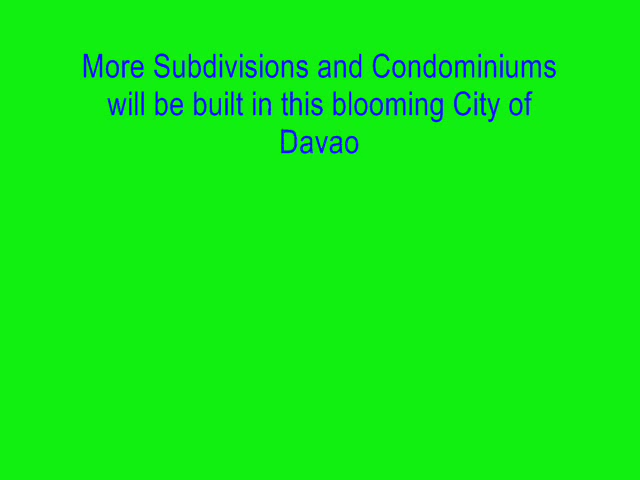 More Subdivisions and Condominiums
will be built in this blooming City of
Davao